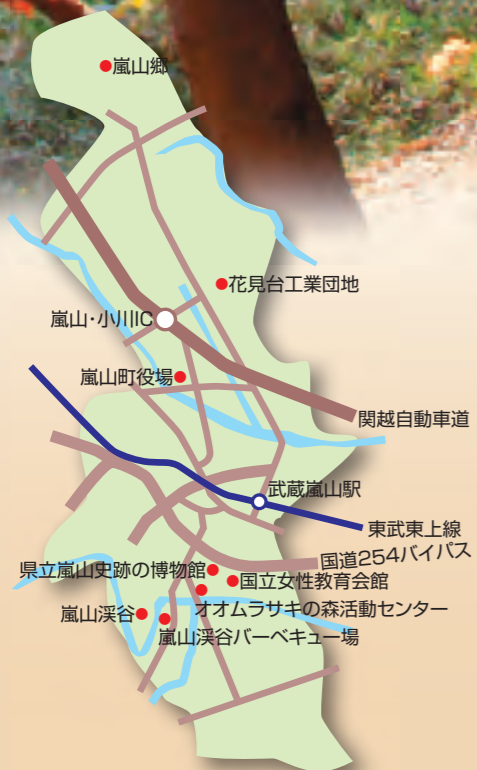 嵐山郷
花見台工業団地
嵐山・小川IC
嵐山町役場
関越自動車道
武蔵嵐山駅
東武東上線
国道254バイパス
県立嵐山史跡の博物館
国立女性教育会館
オオムラサキの森活動センター
嵐山渓谷
嵐山渓谷バーベキュー場